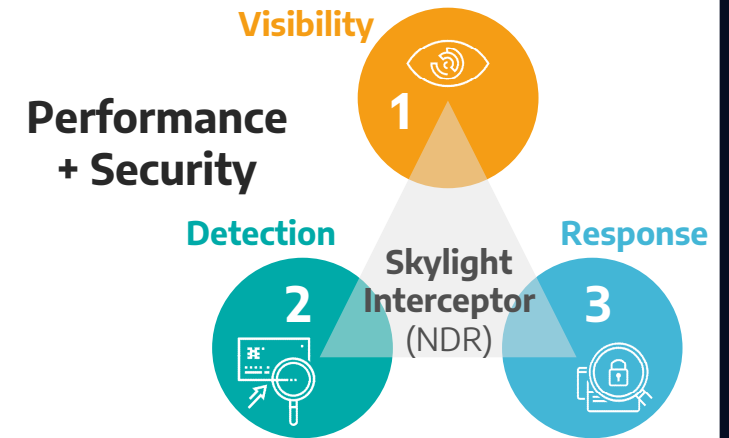 Visibility
1
Performance
+ Security
Detection
Response
Skylight
Interceptor
(NDR)
2
3